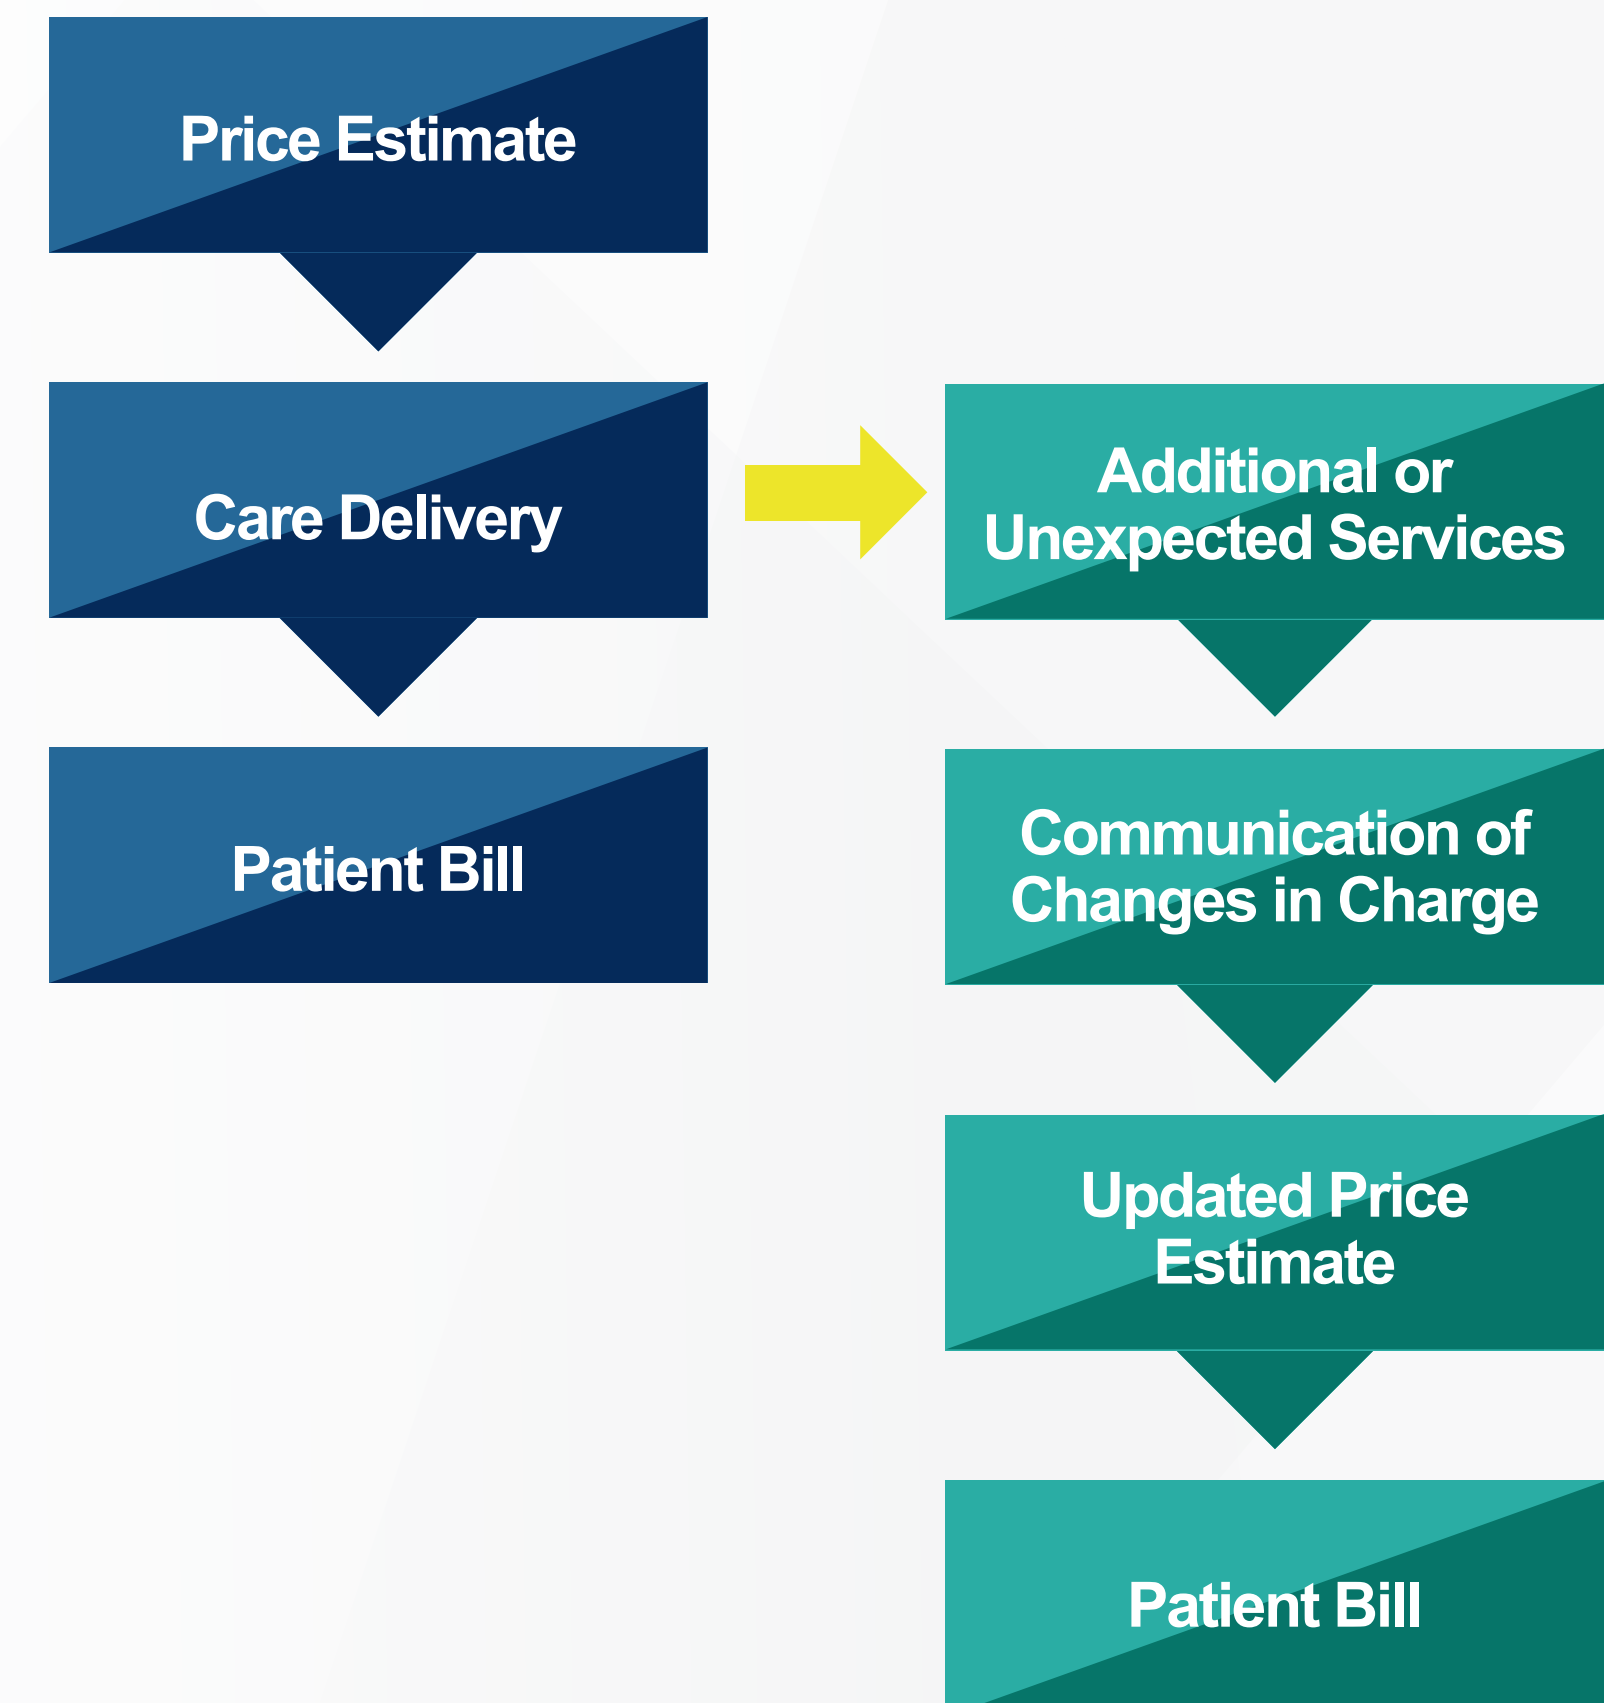 Price Estimate
Care Delivery
Patient Bill
Additional or
Unexpected Services
Communication of
Changes in Charge
Updated Price
Estimate
Patient Bill